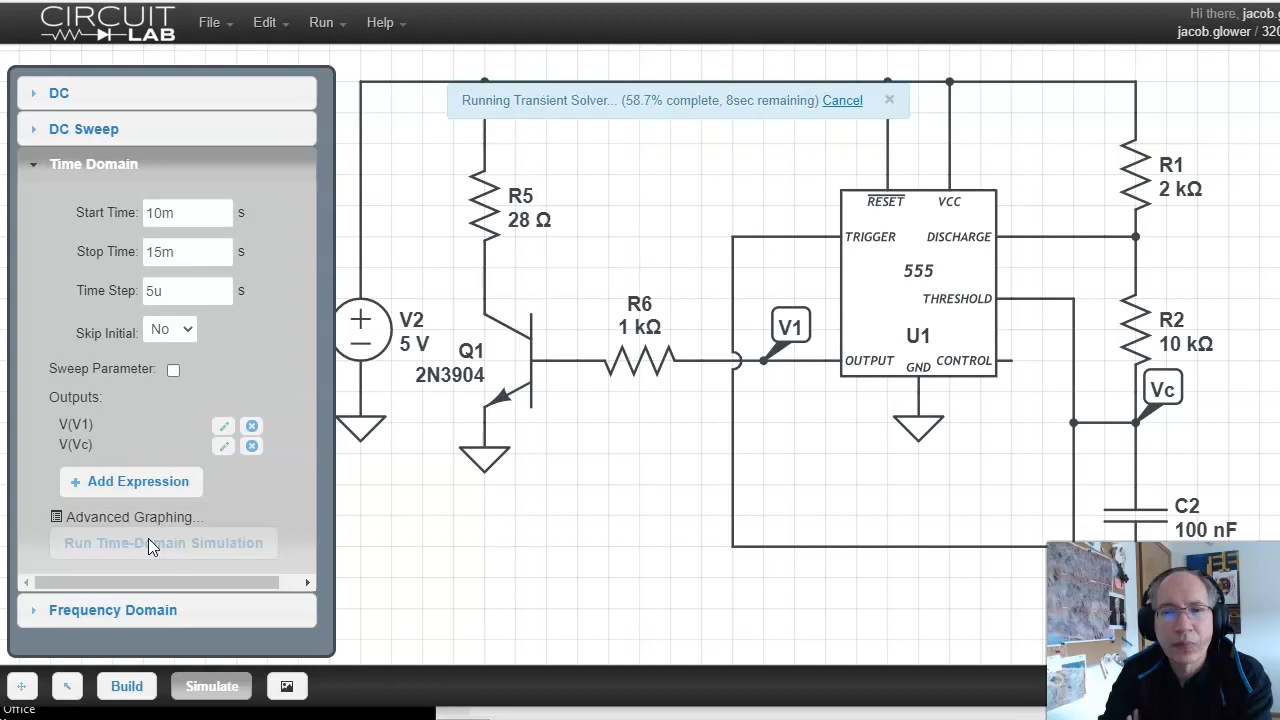 CIRCUIT
LAB
File
Edit
Run
Help
Hi there, jacob.g
jacob.glower / 320
Running Transient Solver... (58.7% complete, 8sec remaining) Cancel
DC
DC Sweep
Time Domain
Start Time: 10m s
Stop Time: 15m s
Time Step: 5u s
Skip Initial: No
Sweep Parameter:
Outputs:
V(V1)
V(Vc)
+ Add Expression
Advanced Graphing...
Run Time-Domain Simulation
Frequency Domain
V2
5 V
R5
28 Ω
Q1
2N3904
R6
1 kΩ
V1
RESET
VCC
TRIGGER
DISCHARGE
555
THRESHOLD
U1
OUTPUT
GND
CONTROL
R1
2 kΩ
R2
10 kΩ
Vc
C2
100 nF
Build
Simulate
Office